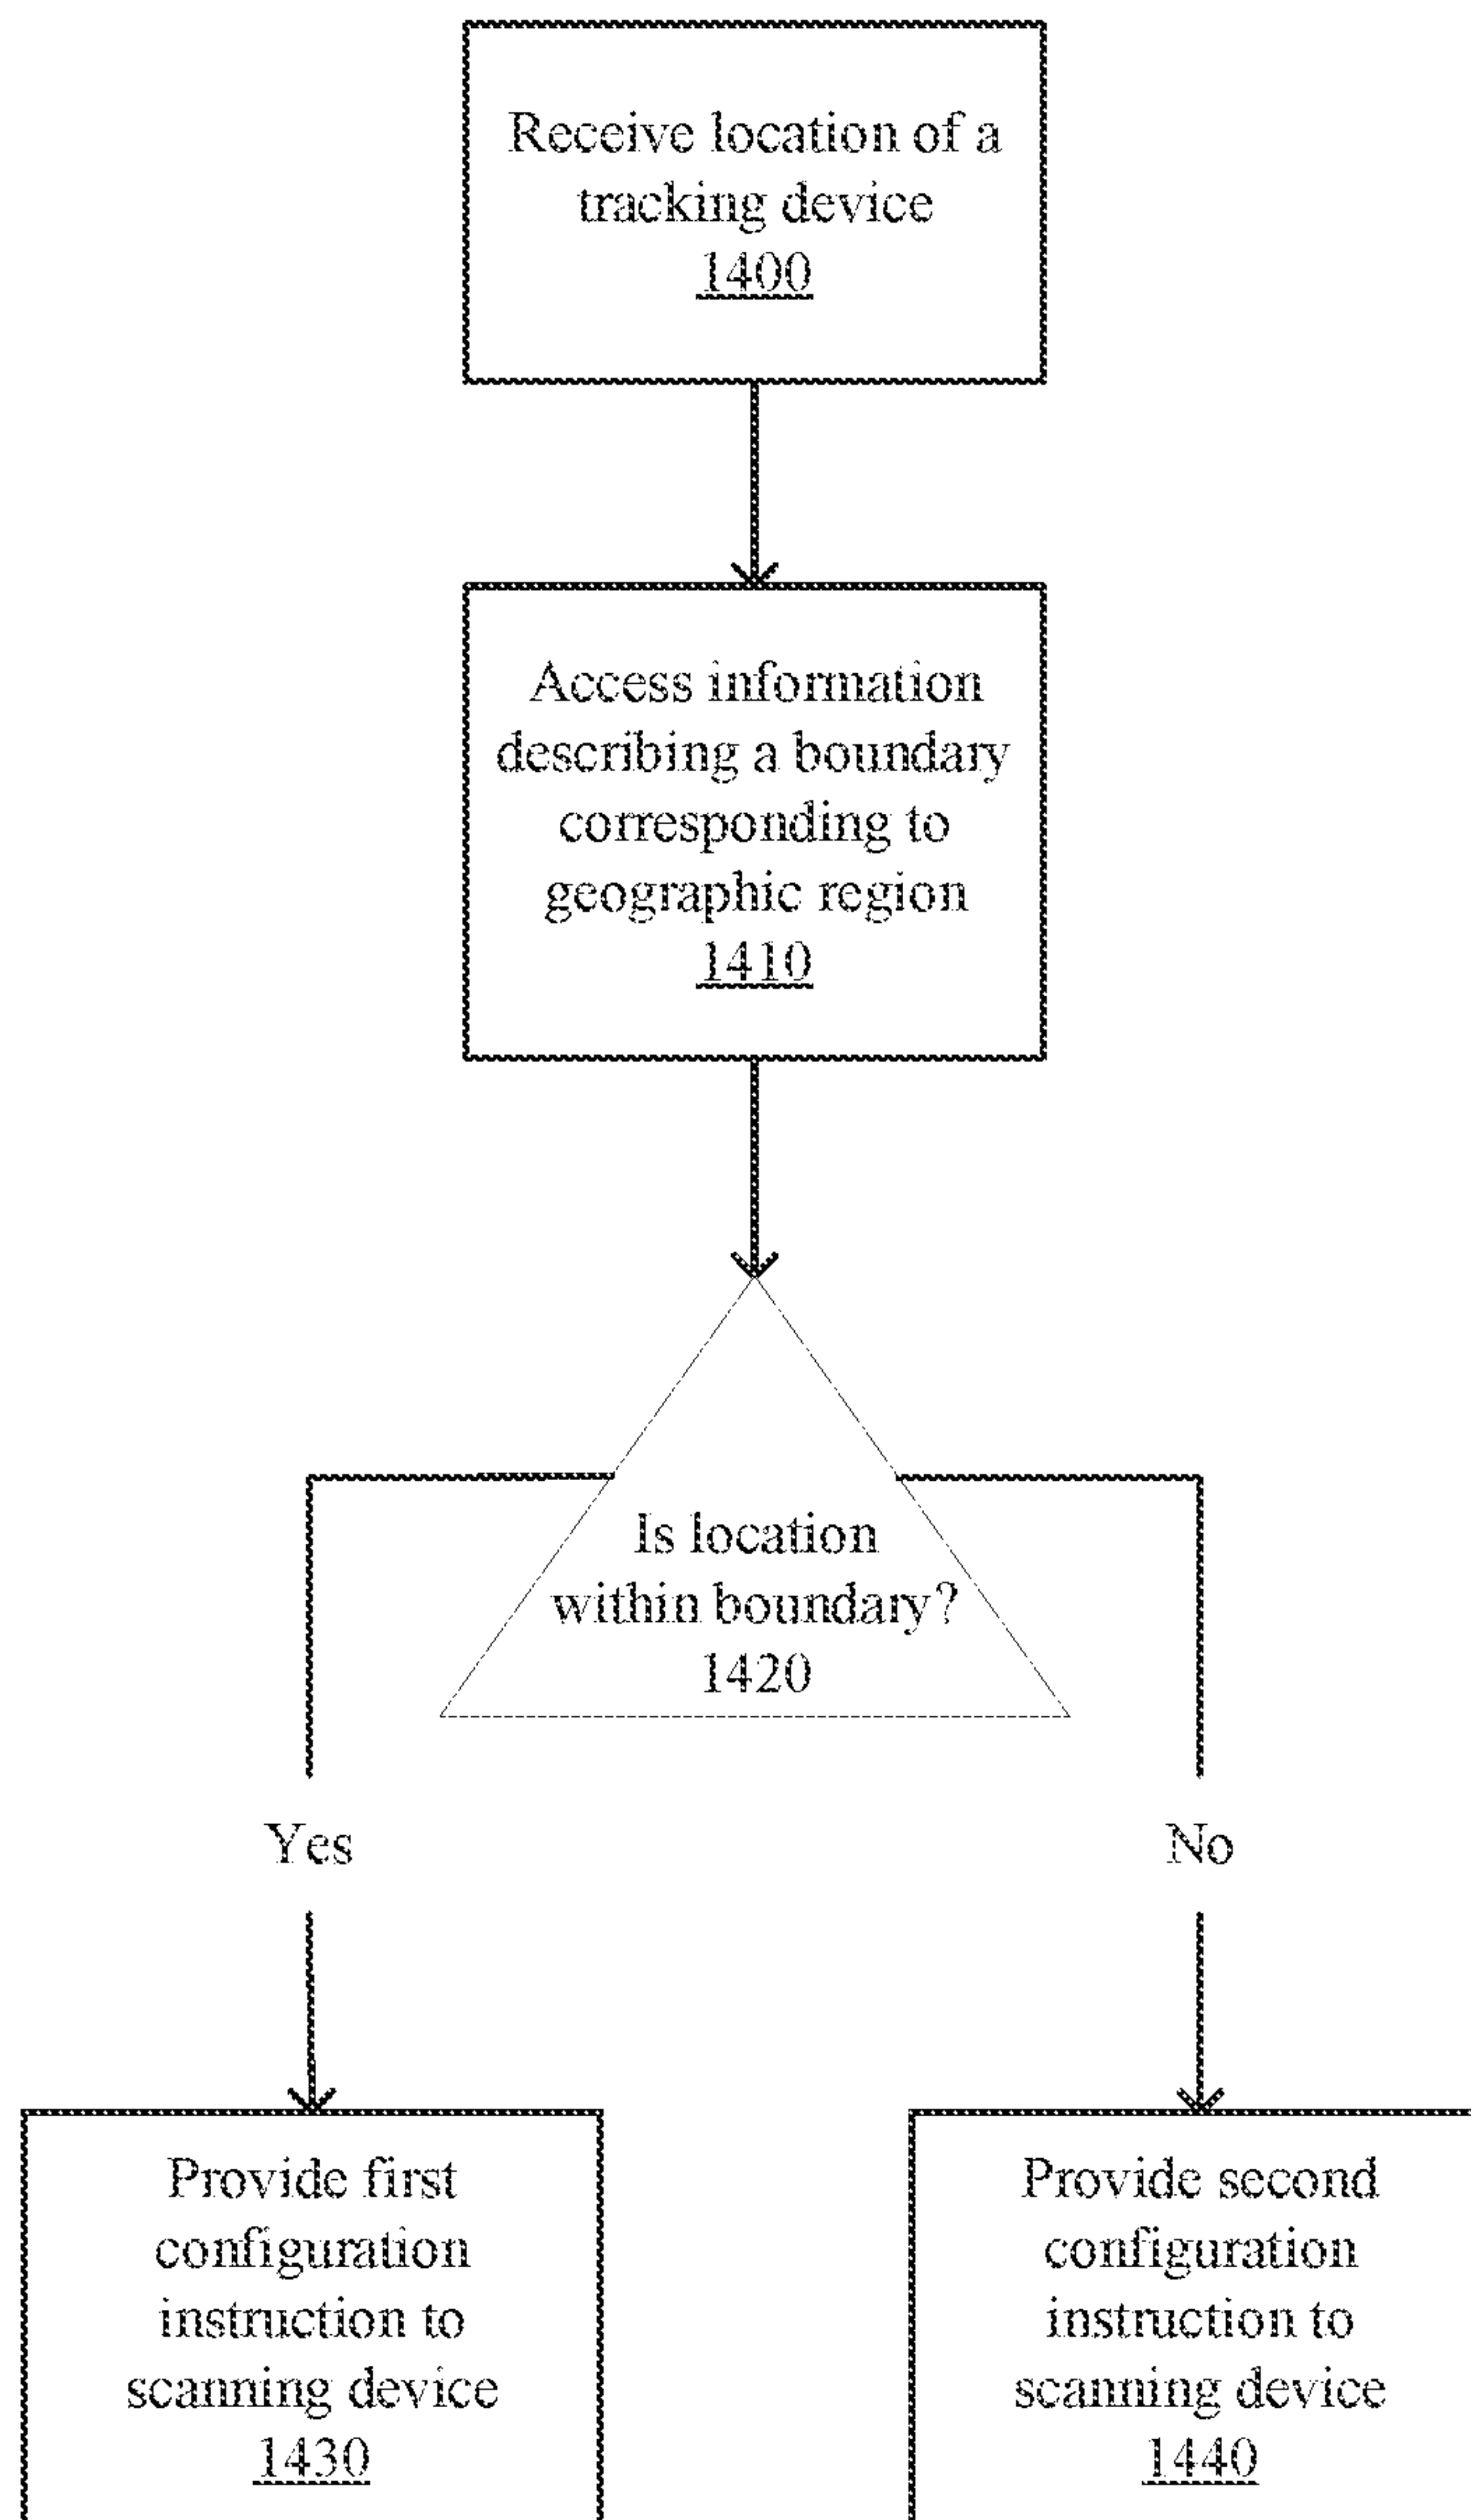 Receive location of a
tracking device
1400
Access information
describing a boundary
corresponding to
geographic region
1410
Is location
within boundary?
1420
Yes
No
Provide first
configuration
instruction to
scanning device
1430
Provide second
configuration
instruction to
scanning device
1440